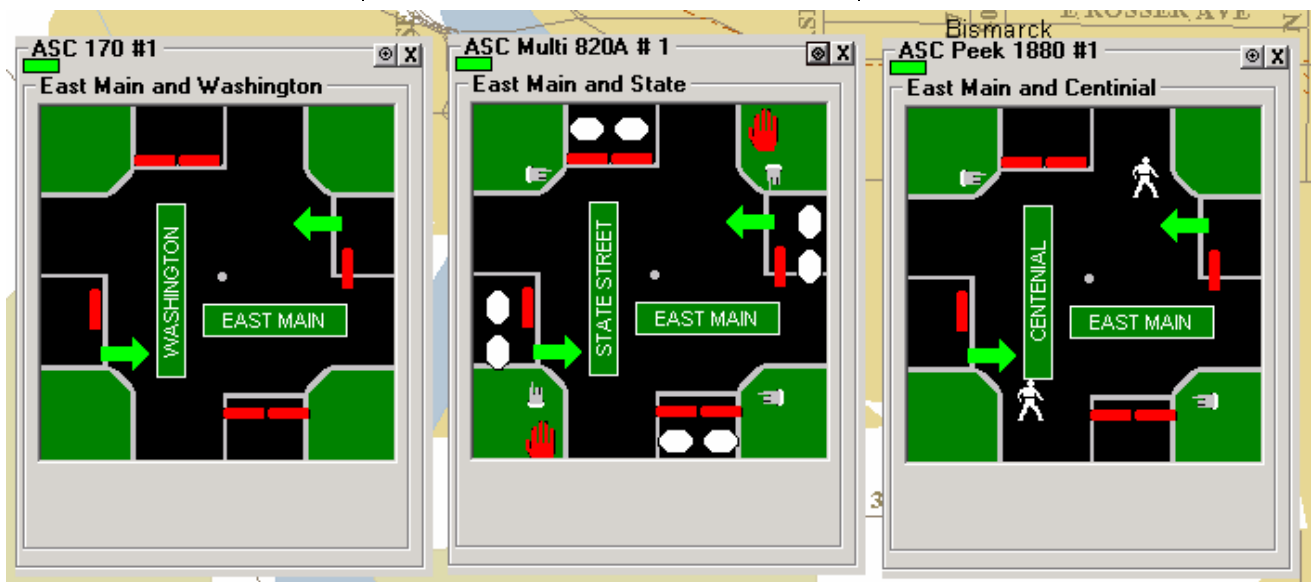 E ROSSER AVE
Bismarck
ASC 170 #1
X
East Main and Washington
WASHINGTON
EAST MAIN
ASC Multi 820A # 1
X
East Main and State
STATE STREET
EAST MAIN
ASC Peek 1880 #1
X
East Main and Centinial
CENTENIAL
EAST MAIN
3